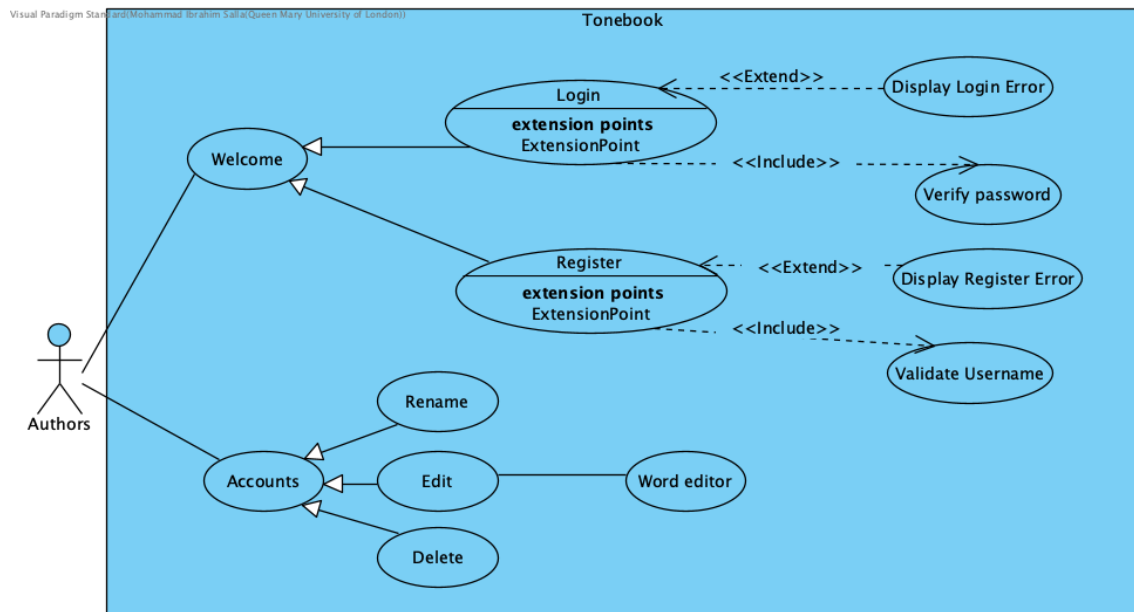 Visual Paradigm Standard(Mohammad Ibrahim Salla(Queen Mary University of London))
Tonebook
Login
extension points
ExtensionPoint
<<Extend>>
Display Login Error
Welcome
<<Include>>
Verify password
Register
extension points
ExtensionPoint
<<Extend>>
Display Register Error
<<Include>>
Validate Username
Authors
Rename
Accounts
Edit
Word editor
Delete